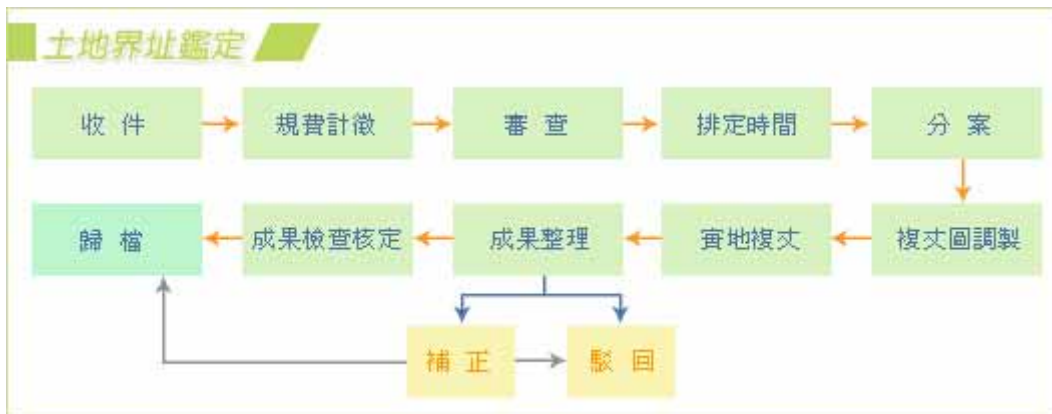 土地界址鑑定
收件
規費計徵
審查
排定時間
分案
複丈圖調製
實地複丈
成果整理
成果檢查核定
歸檔
補正
駁回